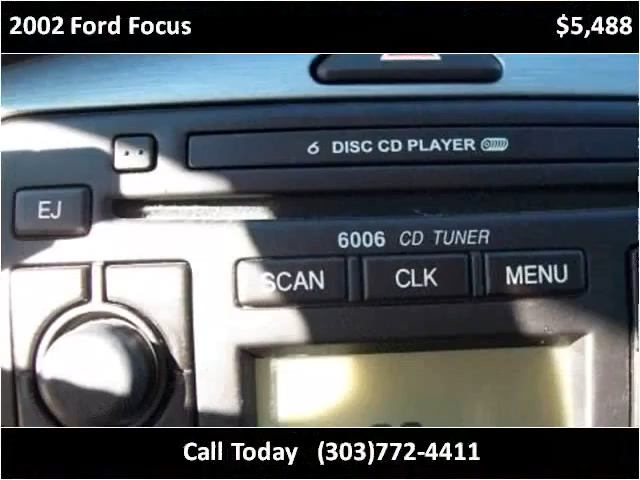 2002 Ford Focus $5,488
6 DISC CD PLAYER
EJ
6006 CD TUNER
SCAN CLK MENU
Call Today (303)772-4411